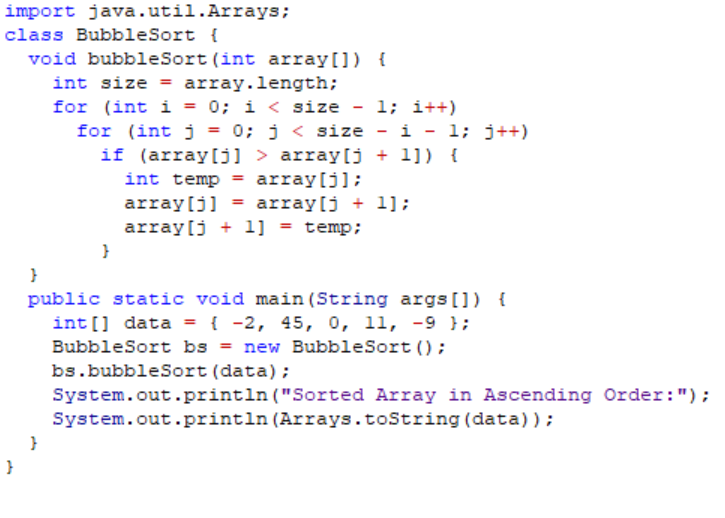 import java.util.Arrays;
class BubbleSort {
  void bubbleSort(int array[]) {
    int size = array.length;
    for (int i = 0; i < size - 1; i++)
      for (int j = 0; j < size - i - 1; j++)
        if (array[j] > array[j + 1]) {
          int temp = array[j];
          array[j] = array[j + 1];
          array[j + 1] = temp;
        }
  }
  public static void main(String args[]) {
    int[] data = { -2, 45, 0, 11, -9 };
    BubbleSort bs = new BubbleSort();
    bs.bubbleSort(data);
    System.out.println("Sorted Array in Ascending Order:");
    System.out.println(Arrays.toString(data));
  }
}